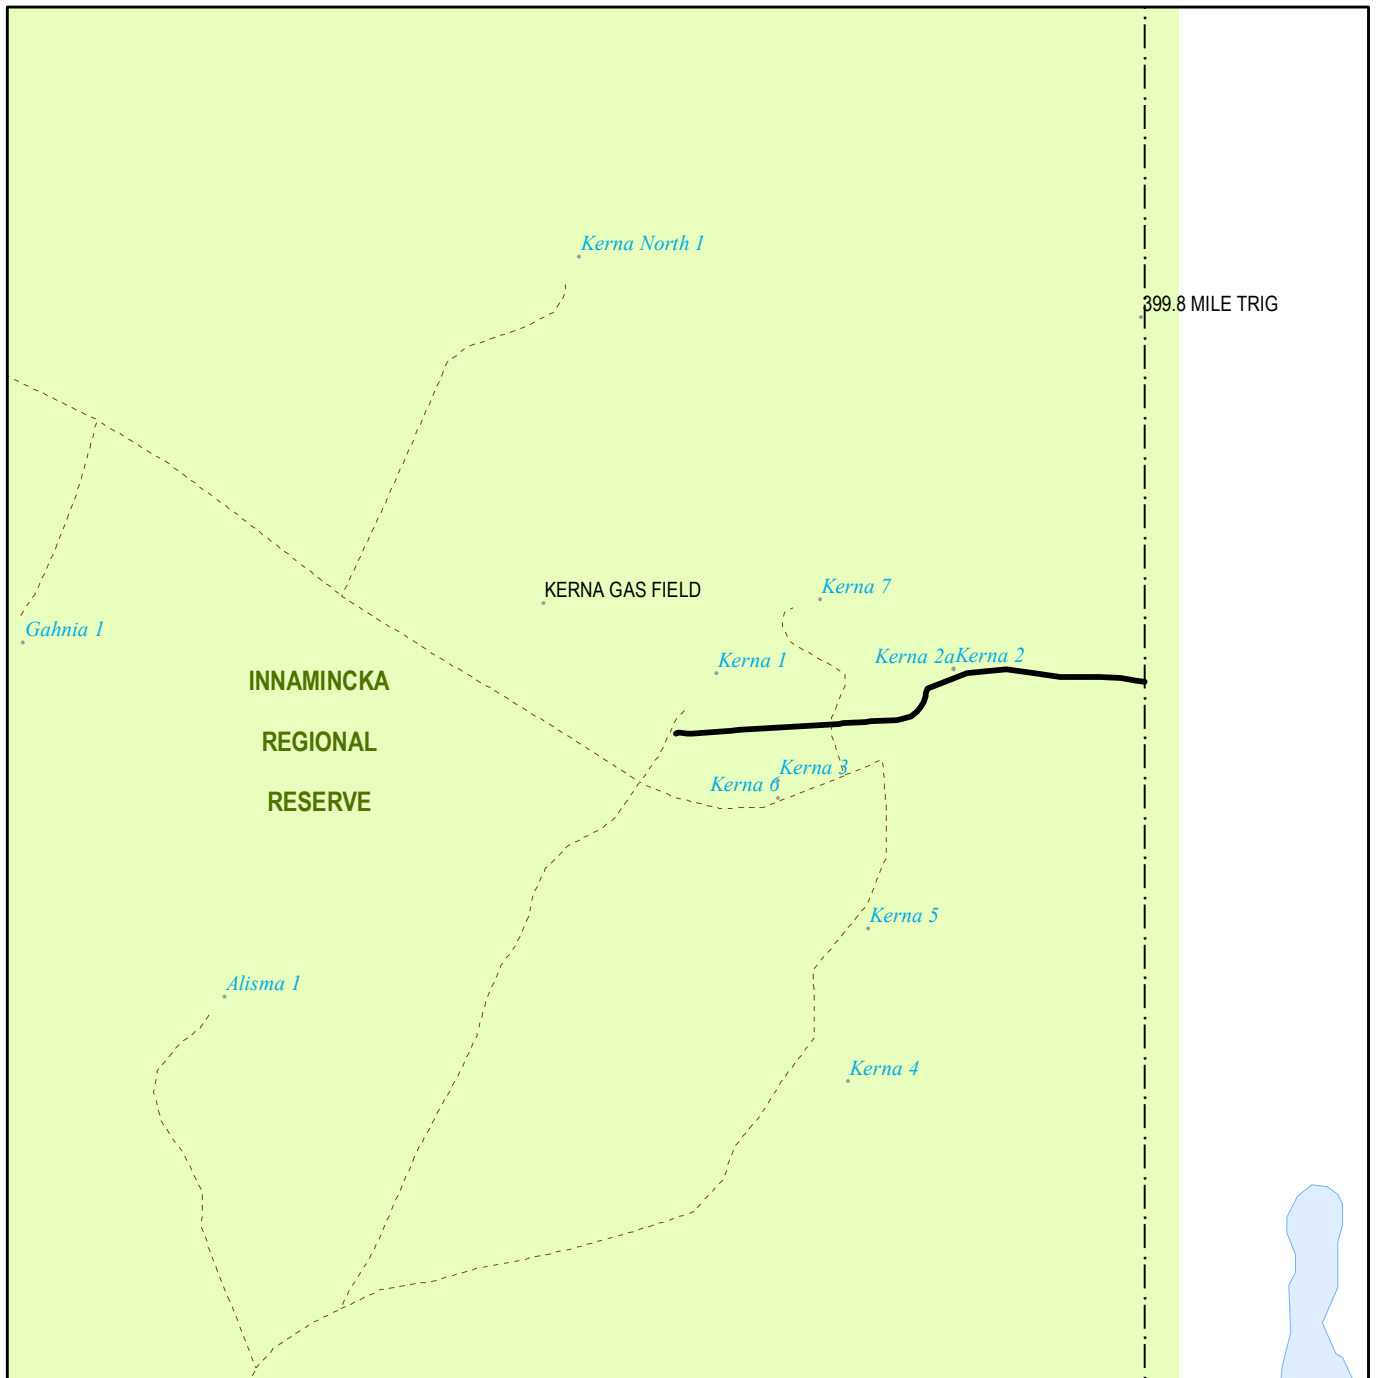 Kerna North 1
399.8 MILE TRIG
KERNA GAS FIELD
Kerna 7
Gahnia 1
Kerna 1
Kerna 2a
Kerna 2
INNAMINCKA
REGIONAL
RESERVE
Kerna 3
Kerna 6
Kerna 5
Alisma 1
Kerna 4